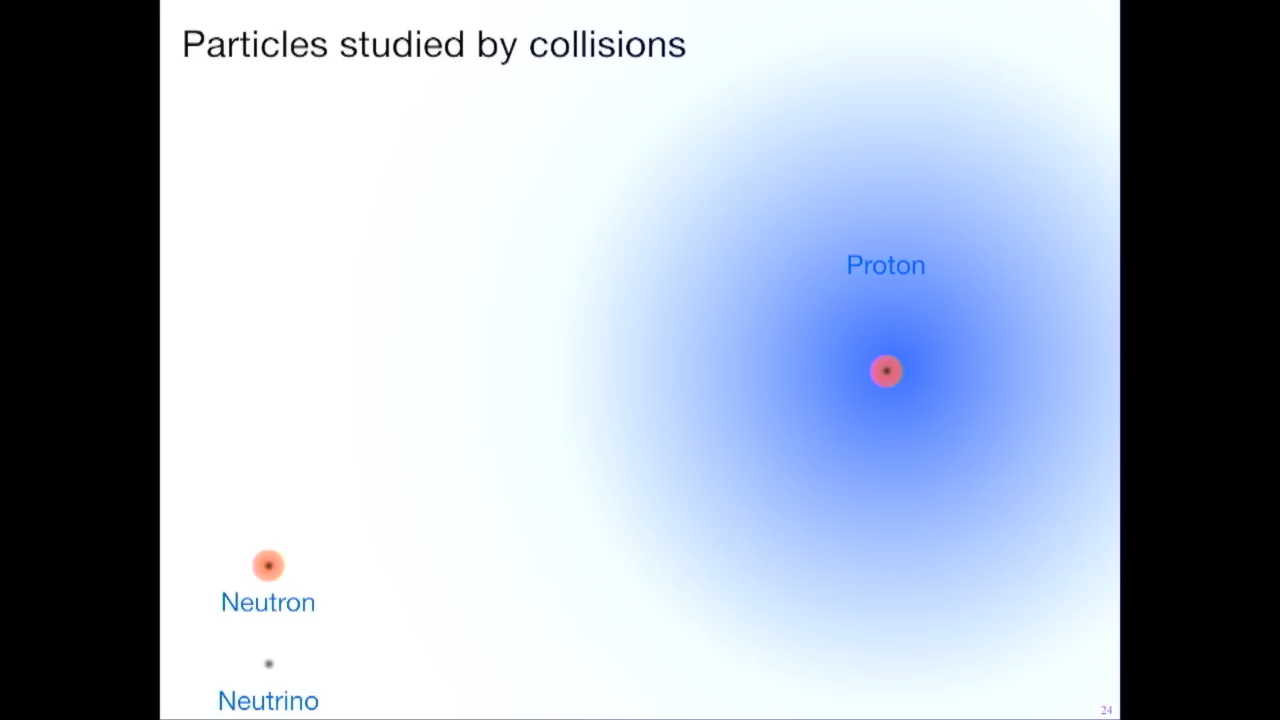 Particles studied by collisions
Proton
Neutron
Neutrino
24